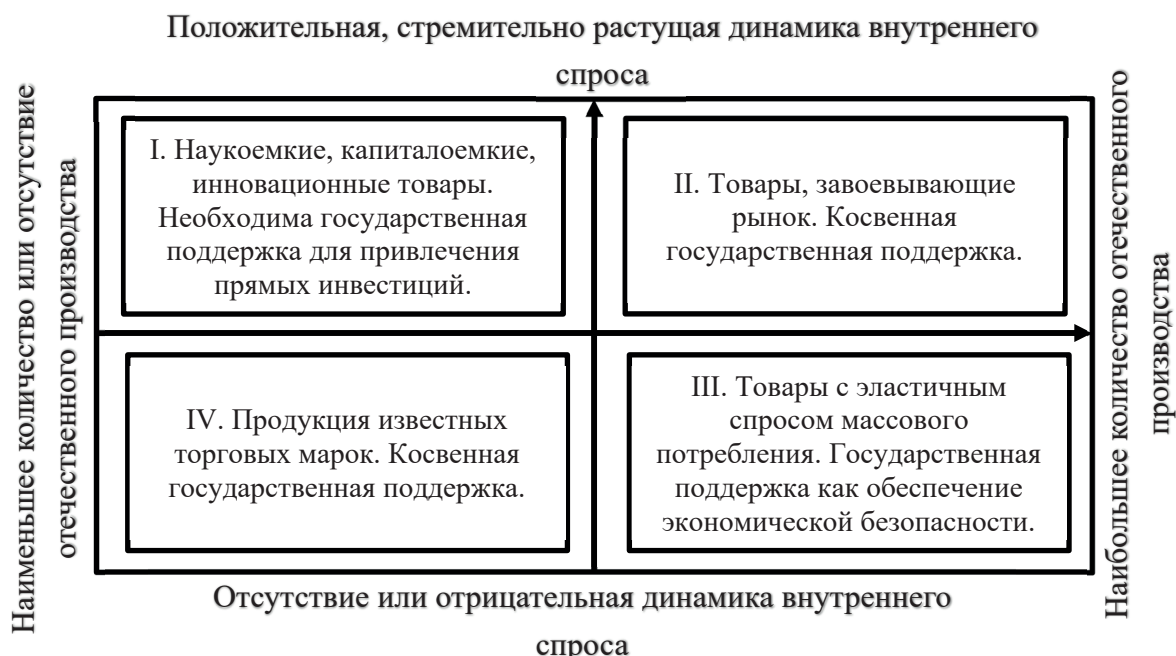 Положительная, стремительно растущая динамика внутреннего
спроса
Наименьшее количество или отсутствие
отечественного производства
I. Наукоемкие, капиталоемкие,
инновационные товары.
Необходима государственная
поддержка для привлечения
прямых инвестиций.
II. Товары, завоевывающие
рынок. Косвенная
государственная поддержка.
Наибольшее количество отечественного
производства
IV. Продукция известных
торговых марок. Косвенная
государственная поддержка.
III. Товары с эластичным
спросом массового
потребления. Государственная
поддержка как обеспечение
экономической безопасности.
Отсутствие или отрицательная динамика внутреннего
спроса